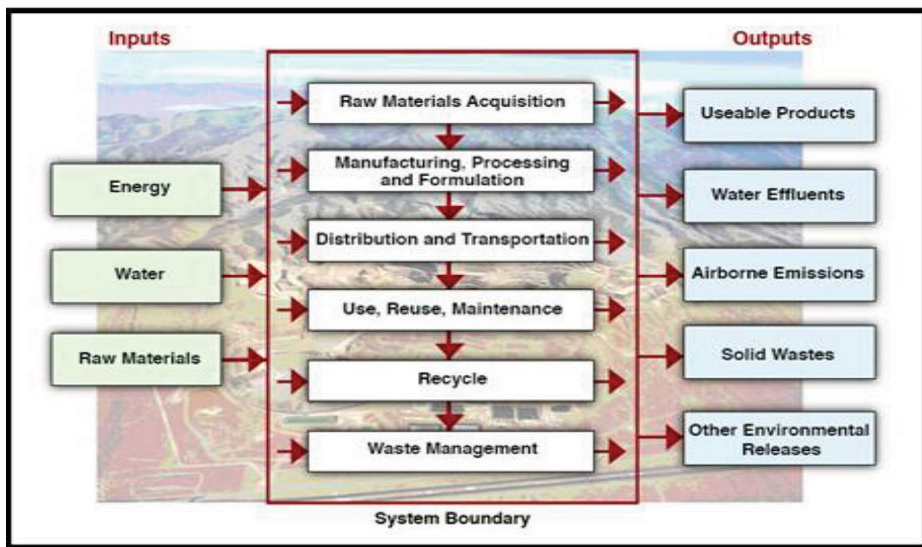 Inputs
Outputs
Raw Materials Acquisition
Manufacturing, Processing
and Formulation
Distribution and Transportation
Use, Reuse, Maintenance
Recycle
Waste Management
Energy
Water
Raw Materials
Useable Products
Water Effluents
Airborne Emissions
Solid Wastes
Other Environmental
Releases
System Boundary